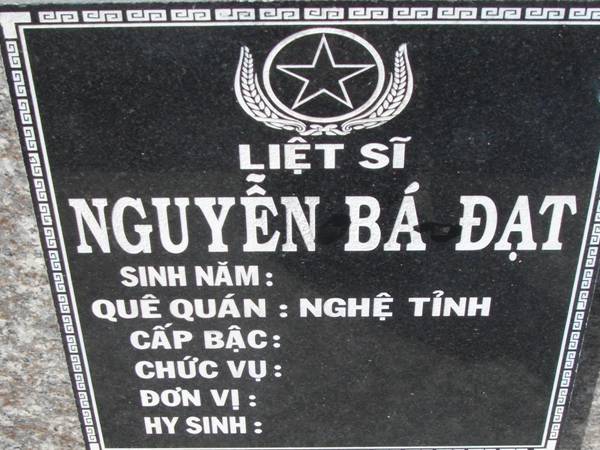 LIỆT SĨ
NGUYỄN BÁ ĐẠT
SINH NĂM :
QUÊ QUÁN : NGHỆ TỈNH
CẤP BẬC :
CHỨC VỤ :
ĐƠN VỊ :
HY SINH :